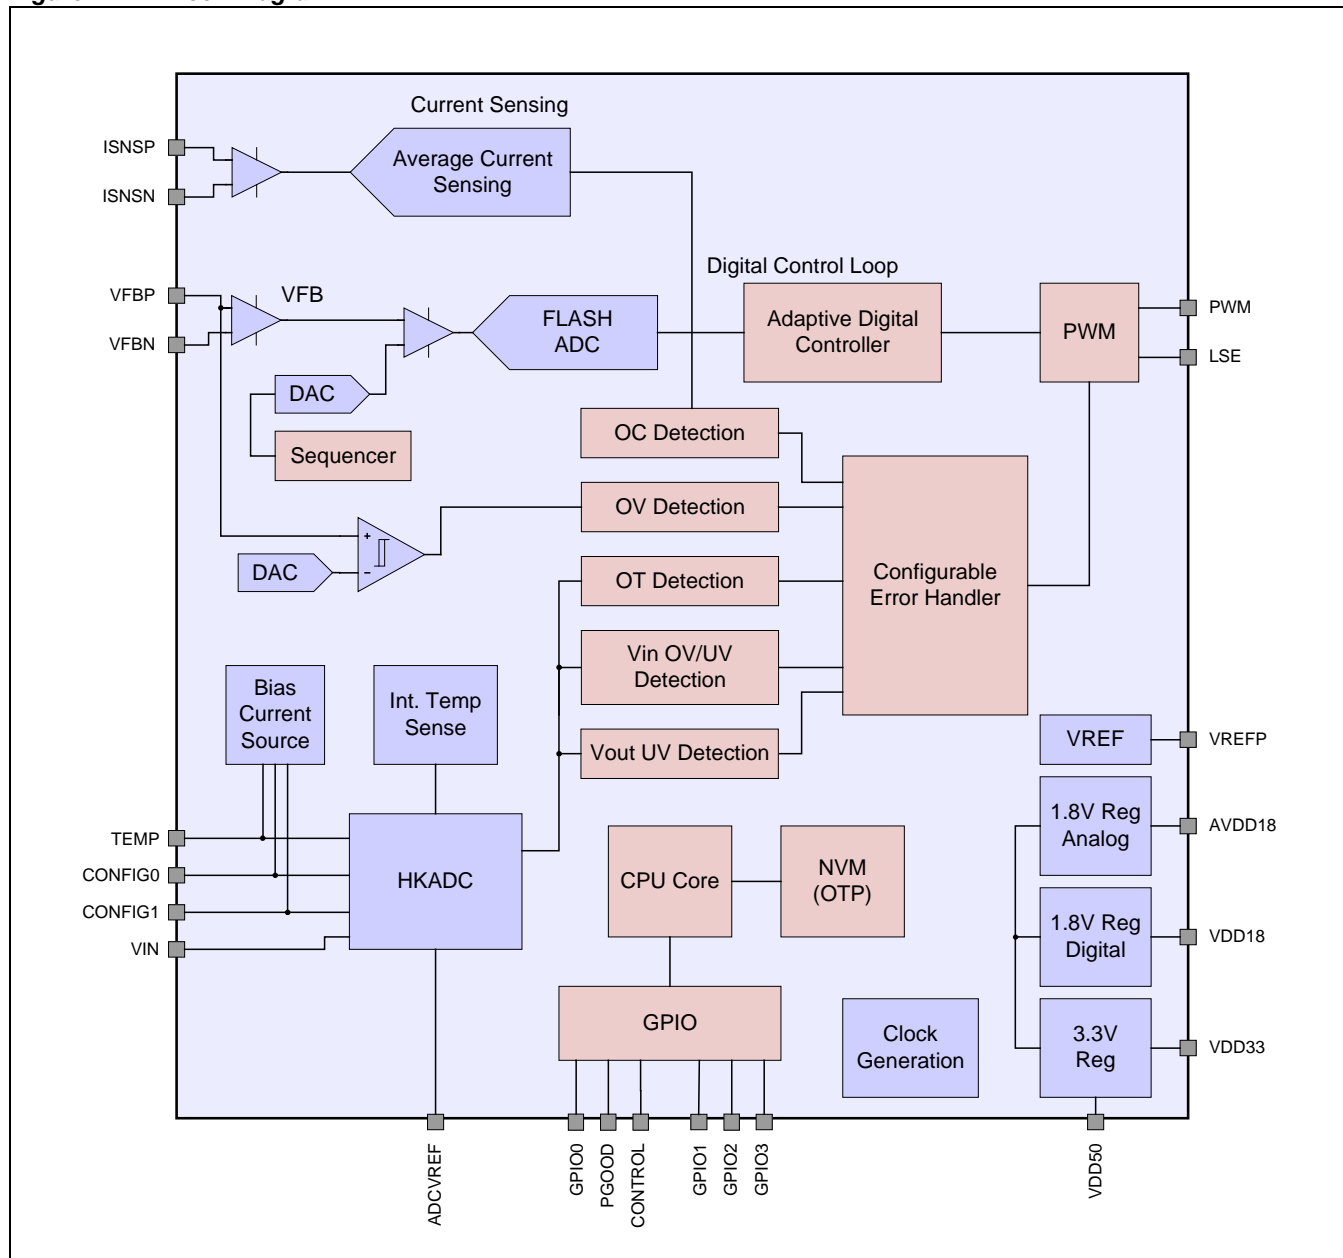 Current Sensing
ISNSP
ISNSN
Average Current
Sensing
VFBP
VFBN
VFB
FLASH
ADC
Digital Control Loop
Adaptive Digital
Controller
PWM
PWM
LSE
DAC
Sequencer
OC Detection
OV Detection
+
-
DAC
OT Detection
Configurable
Error Handler
Vin OV/UV
Detection
Vout UV Detection
Bias
Current
Source
Int. Temp
Sense
VREF
VREFP
TEMP
CONFIG0
CONFIG1
VIN
HKADC
CPU Core
NVM
(OTP)
1.8V Reg
Analog
AVDD18
1.8V Reg
Digital
VDD18
GPIO
Clock
Generation
3.3V
Reg
VDD33
ADCVREF
GPIO0
PGOOD
CONTROL
GPIO1
GPIO2
GPIO3
VDD50